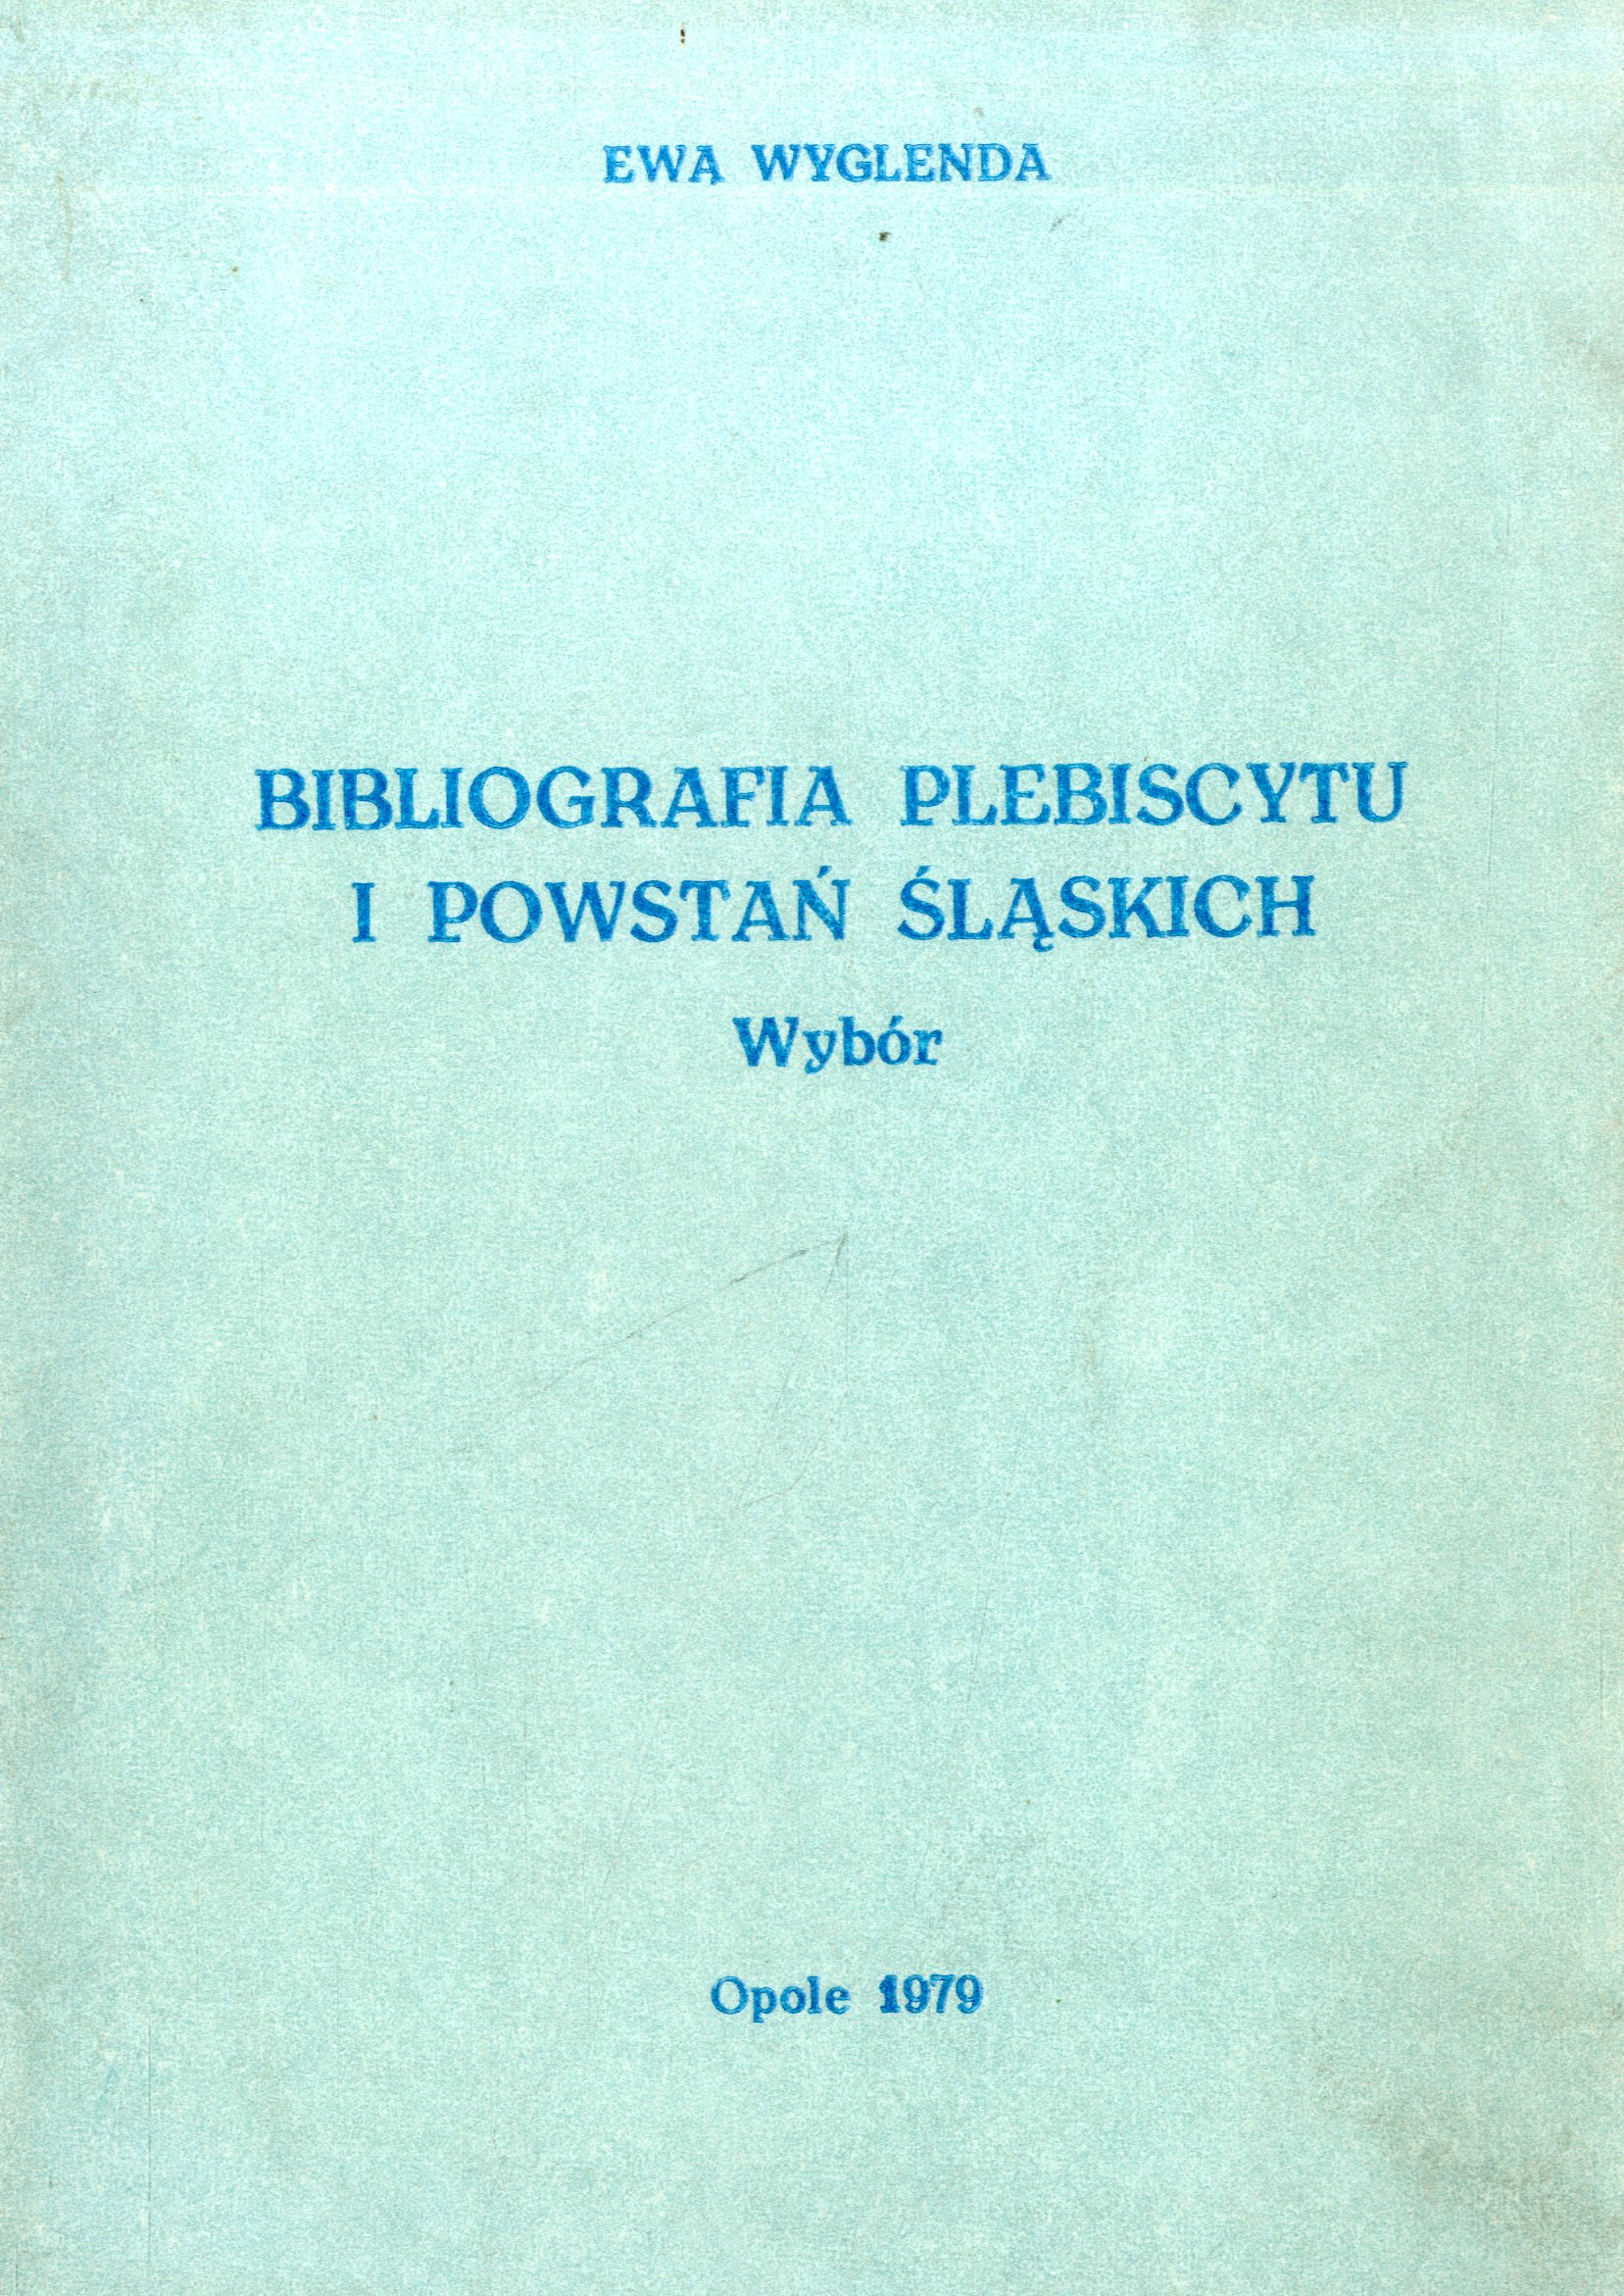 EWA WYGLENDA
BIBLIOGRAFIA PLEBISCYTU
I POWSTAŃ ŚLĄSKICH
Wybór
Opole 1979